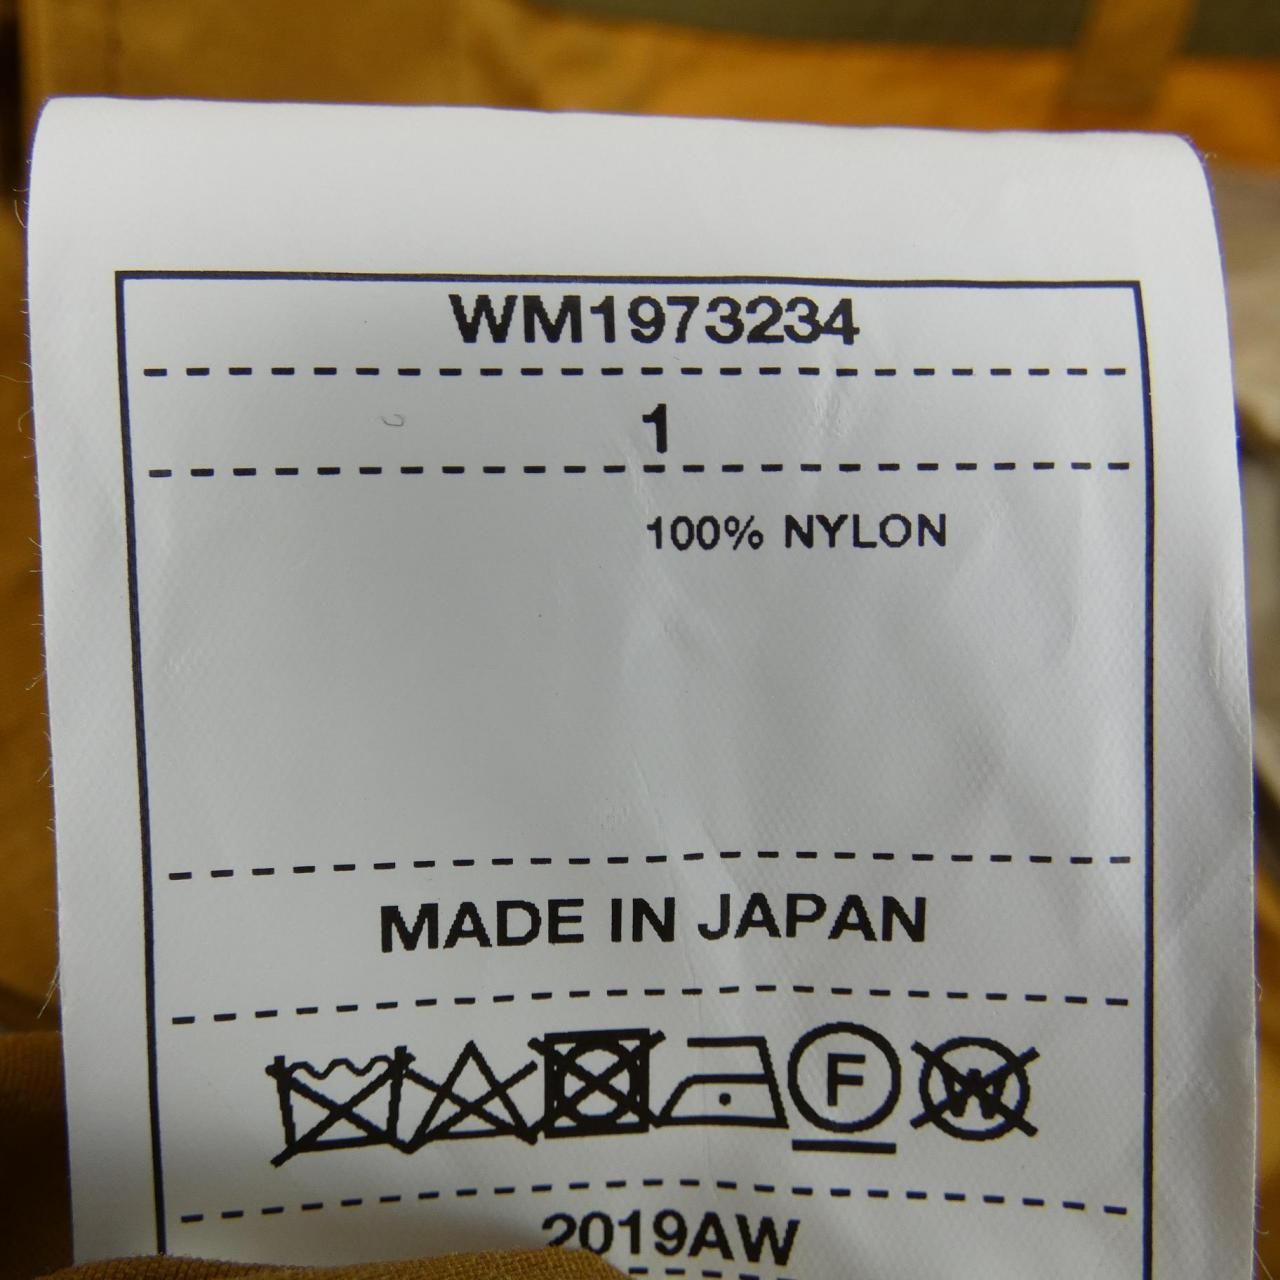 WM1973234
1
100% NYLON
MADE IN JAPAN
F W
2019AW